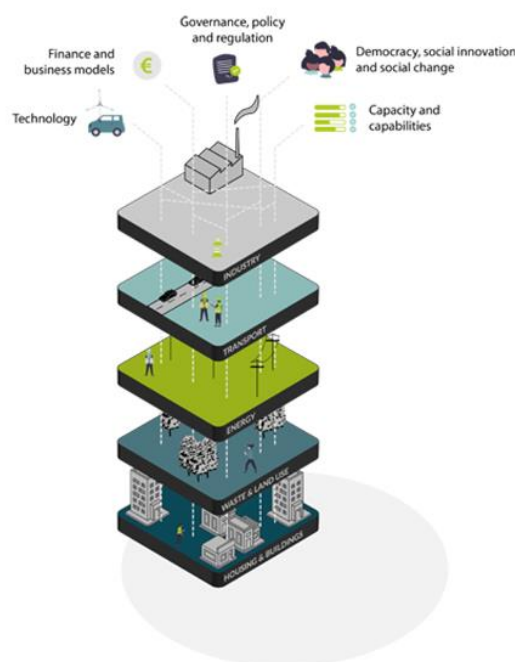 Governance, policy
and regulation
Finance and
business models
€
Democracy, social innovation
and social change
Technology
Capacity and
capabilities
INDUSTRY
TRANSPORT
ENERGY
WASTE & LAND USE
HOUSING & BUILDINGS